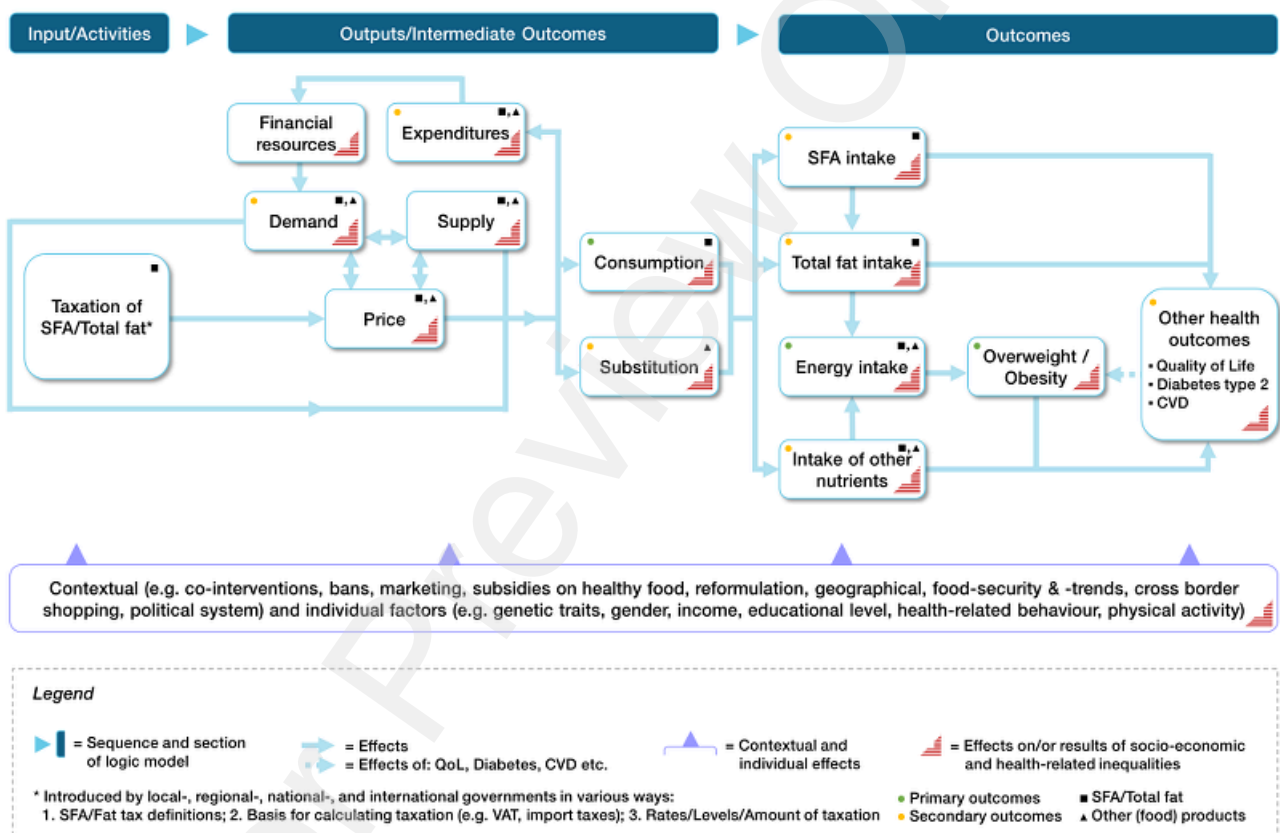 Input/Activities
Outputs/Intermediate Outcomes
Outcomes
Financial
resources
Expenditures
■,▲
SFA intake
■
Demand
■,▲
Supply
■,▲
Consumption
■
Total fat intake
■
Taxation of
SFA/Total fat*
■
Price
■,▲
Substitution
▲
Energy intake
■,▲
Overweight /
Obesity
Other health
outcomes
• Quality of Life
• Diabetes type 2
• CVD
Intake of other
nutrients
■,▲
Contextual (e.g. co-interventions, bans, marketing, subsidies on healthy food, reformulation, geographical, food-security & -trends, cross border
shopping, political system) and individual factors (e.g. genetic traits, gender, income, educational level, health-related behaviour, physical activity)
Legend
= Sequence and section
of logic model
= Effects
= Effects of: QoL, Diabetes, CVD etc.
= Contextual and
individual effects
= Effects on/or results of socio-economic
and health-related inequalities
* Introduced by local-, regional-, national-, and international governments in various ways:
1. SFA/Fat tax definitions; 2. Basis for calculating taxation (e.g. VAT, import taxes); 3. Rates/Levels/Amount of taxation
● Primary outcomes
● Secondary outcomes
■ SFA/Total fat
▲ Other (food) products
Preview